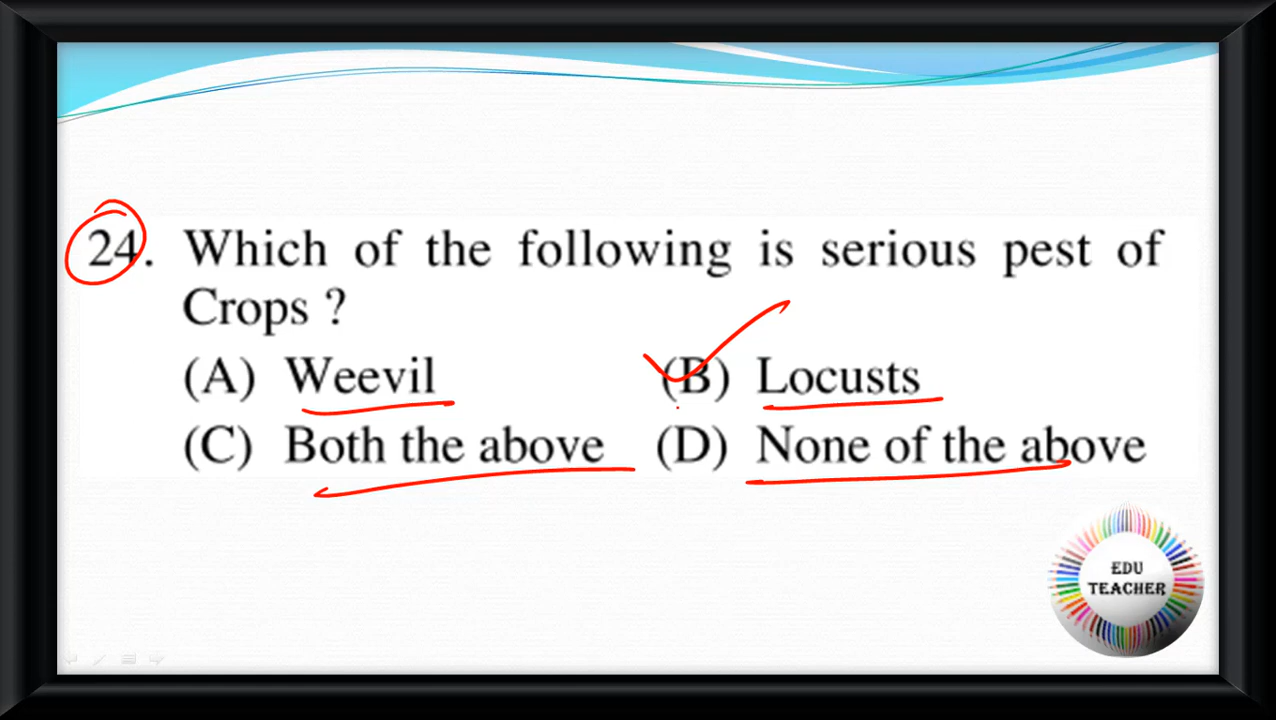 24. Which of the following is serious pest of
Crops ?
(A) Weevil (B) Locusts
(C) Both the above (D) None of the above
EDU
TEACHER